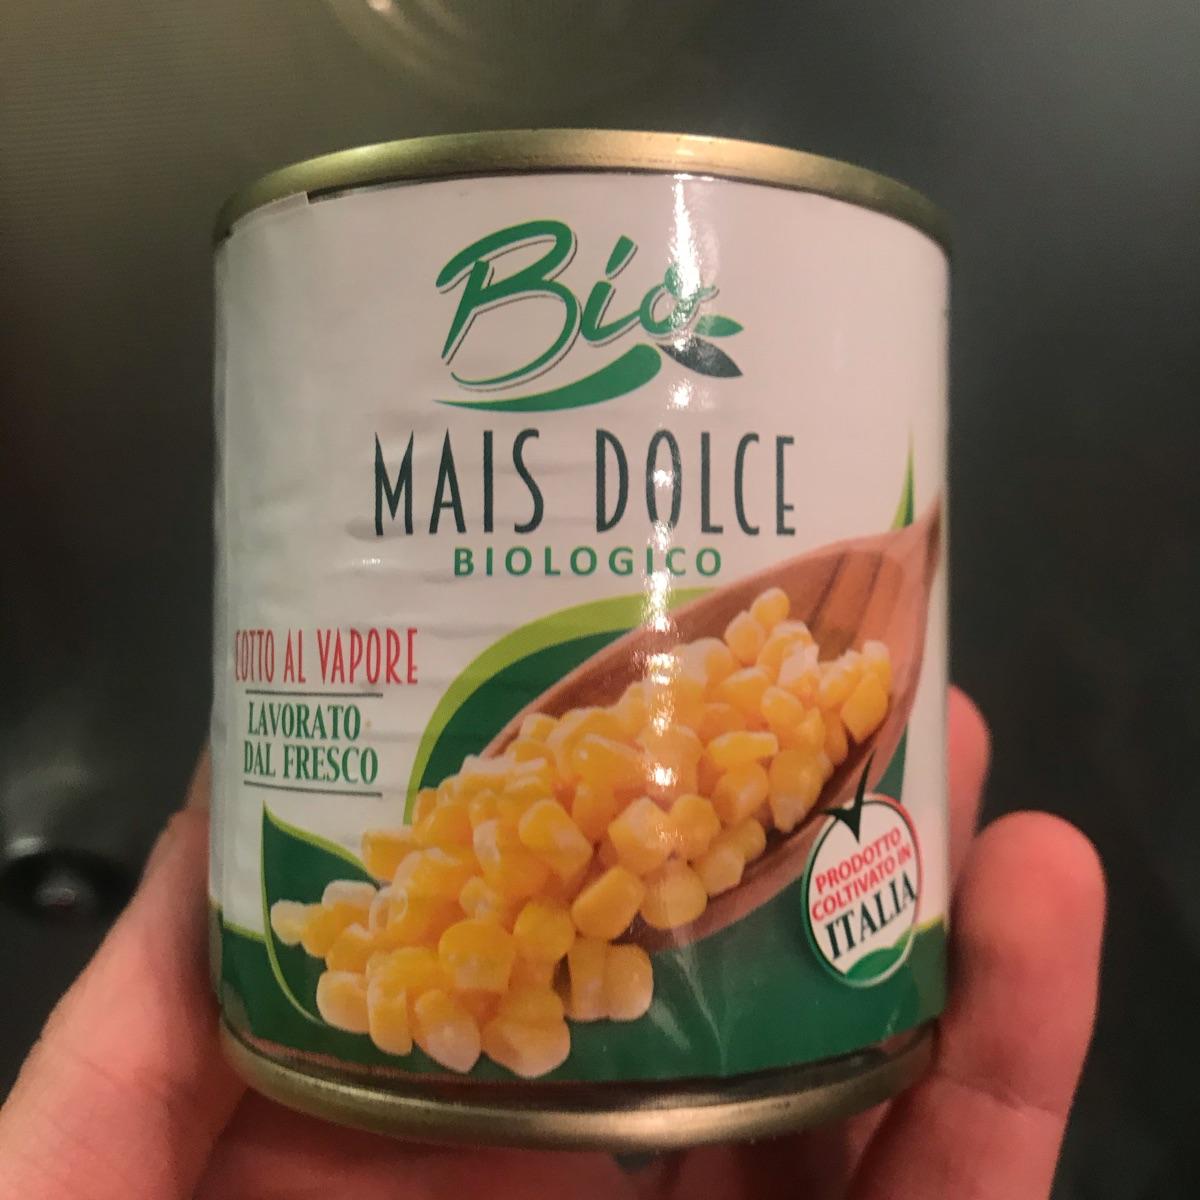 Bio
MAIS DOLCE
BIOLOGICO
COTTO AL VAPORE
LAVORATO
DAL FRESCO
PRODOTTO
COLTIVATO IN
ITALIA